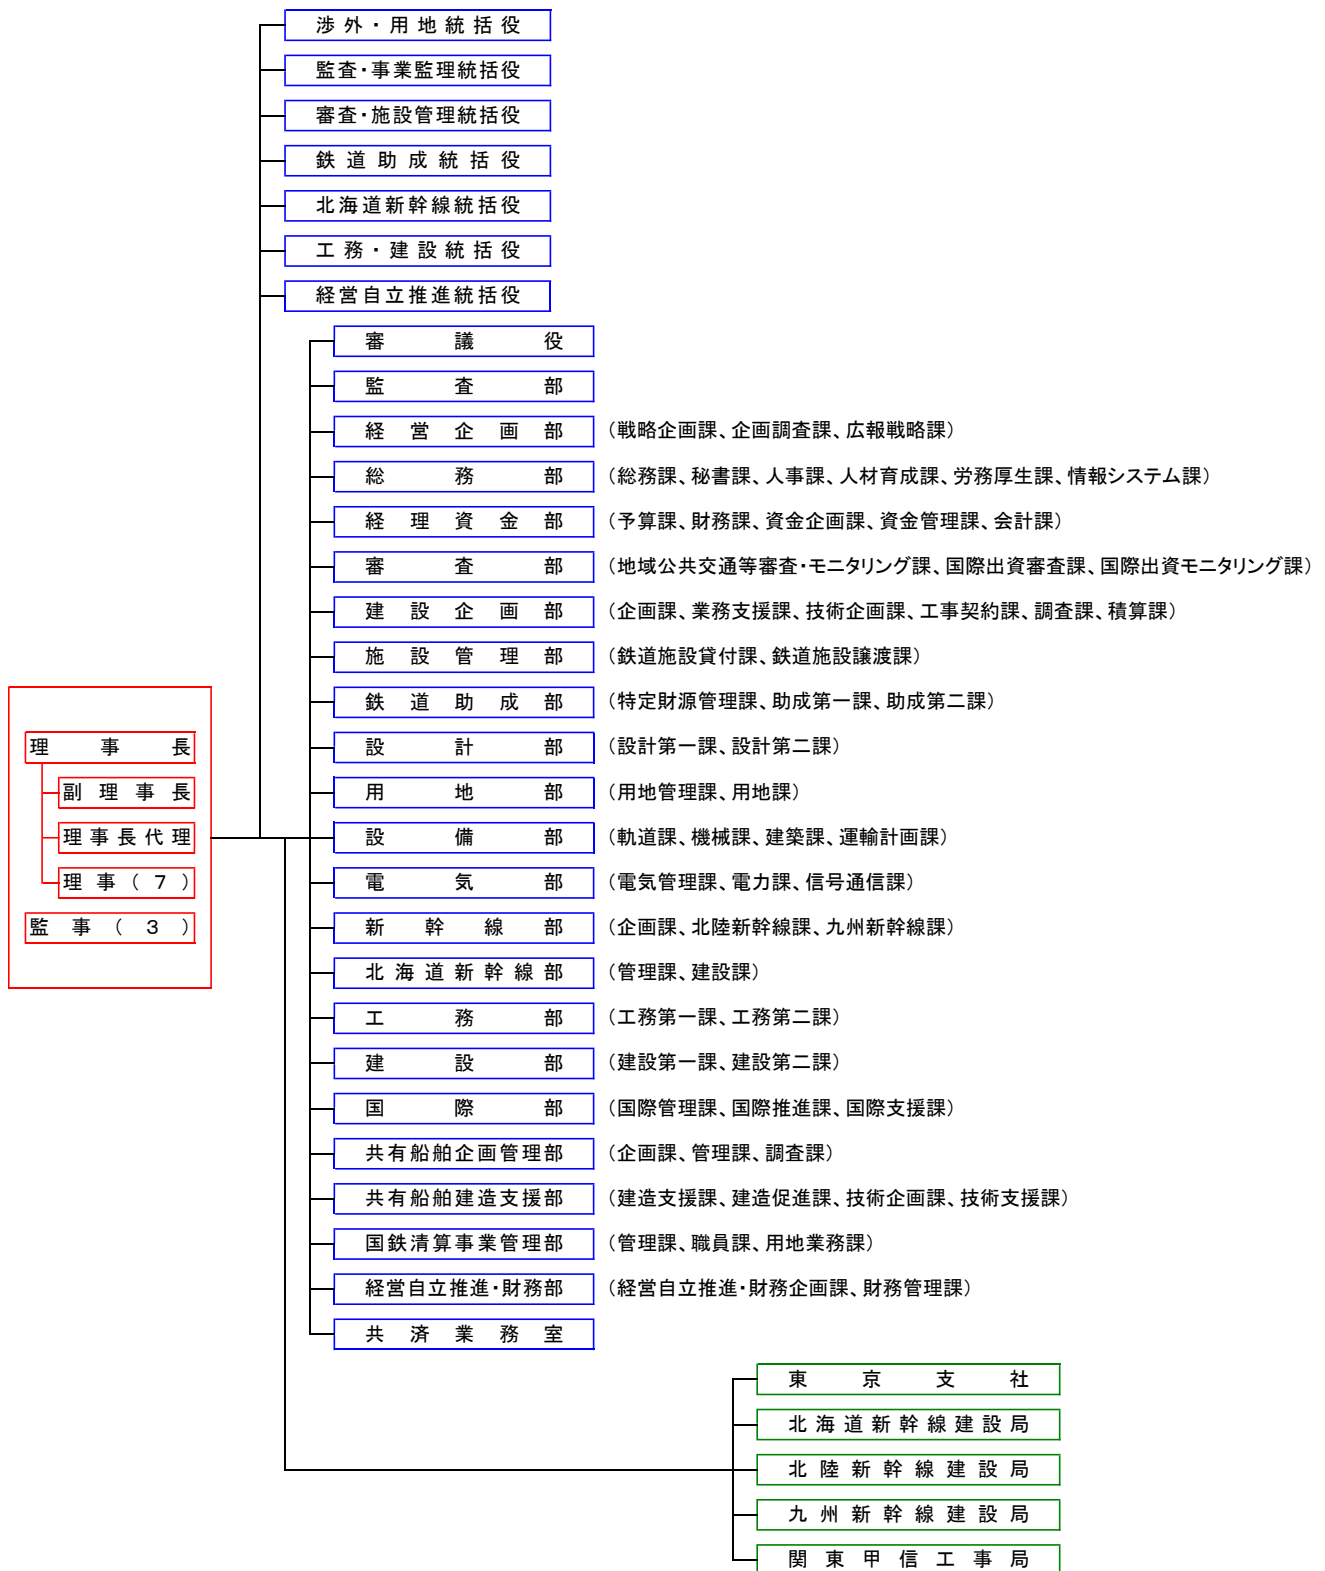 渉外・用地統括役
監査・事業監理統括役
審査・施設管理統括役
鉄道助成統括役
北海道新幹線統括役
工務・建設統括役
経営自立推進統括役
審議役
監査部
経営企画部 （戦略企画課、企画調査課、広報戦略課）
総務部 （総務課、秘書課、人事課、人材育成課、労務厚生課、情報システム課）
経理資金部 （予算課、財務課、資金企画課、資金管理課、会計課）
審査部 （地域公共交通等審査・モニタリング課、国際出資審査課、国際出資モニタリング課）
建設企画部 （企画課、業務支援課、技術企画課、工事契約課、調査課、積算課）
施設管理部 （鉄道施設貸付課、鉄道施設譲渡課）
鉄道助成部 （特定財源管理課、助成第一課、助成第二課）
理事長
設計部 （設計第一課、設計第二課）
副理事長
用地部 （用地管理課、用地課）
理事長代理
設備部 （軌道課、機械課、建築課、運輸計画課）
理事（７）
電気部 （電気管理課、電力課、信号通信課）
監事（３）
新幹線部 （企画課、北陸新幹線課、九州新幹線課）
北海道新幹線部 （管理課、建設課）
工務部 （工務第一課、工務第二課）
建設部 （建設第一課、建設第二課）
国際部 （国際管理課、国際推進課、国際支援課）
共有船舶企画管理部 （企画課、管理課、調査課）
共有船舶建造支援部 （建造支援課、建造促進課、技術企画課、技術支援課）
国鉄清算事業管理部 （管理課、職員課、用地業務課）
経営自立推進・財務部 （経営自立推進・財務企画課、財務管理課）
共済業務室
東京支社
北海道新幹線建設局
北陸新幹線建設局
九州新幹線建設局
関東甲信工事局